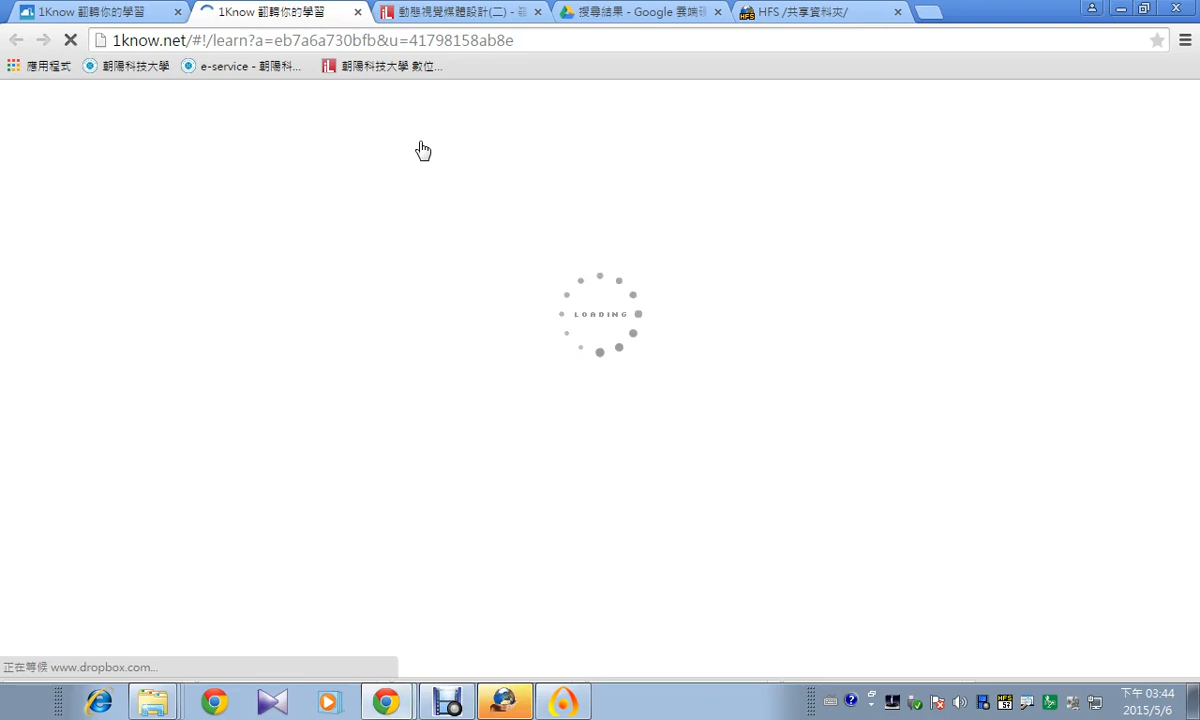 1Know 翻轉你的學習
1Know 翻轉你的學習
動態視覺媒體設計(二) -
搜尋結果 - Google 雲端
HFS /共享資料夾/
1know.net/#!/learn?a=eb7a6a730bfb&u=41798158ab8e
應用程式
朝陽科技大學
e-service - 朝陽科...
朝陽科技大學 數位...
LOADING
正在等候 www.dropbox.com...
下午 03:44
2015/5/6